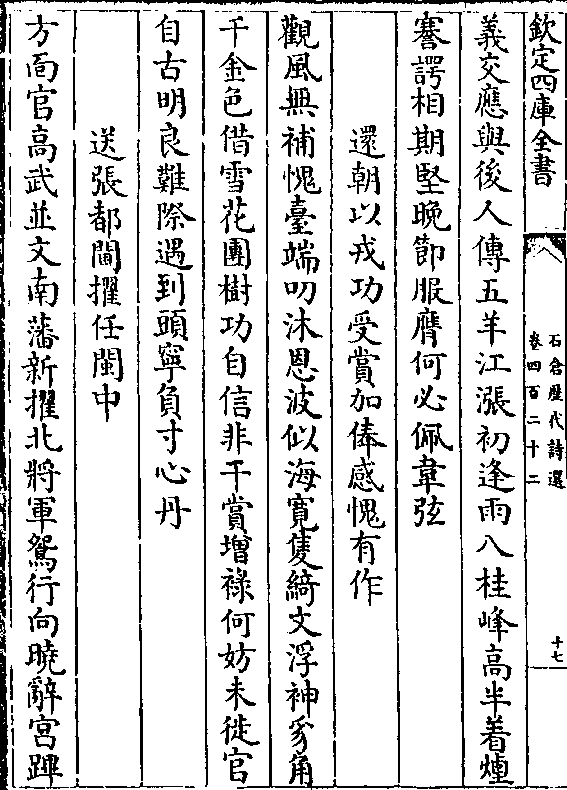 欽定四庫全書
石倉歷代詩選
卷四百二十二
十七
義交應與後人傳五羊江漲初逢雨八桂峰高半着煙
謇諤相期堅晚節服膺何必佩韋弦
還朝以戎功受賞加俸感愧有作
觀風無補愧臺端叨沐恩波似海寬隻綺文浮神豸角
千金色借雪花團樹功自信非干賞增祿何妨未徙官
自古明良難際遇到頭寧負寸心丹
送張都閫擢任閩中
方面官高武並文南藩新擢北將軍鴛行向曉辭宮